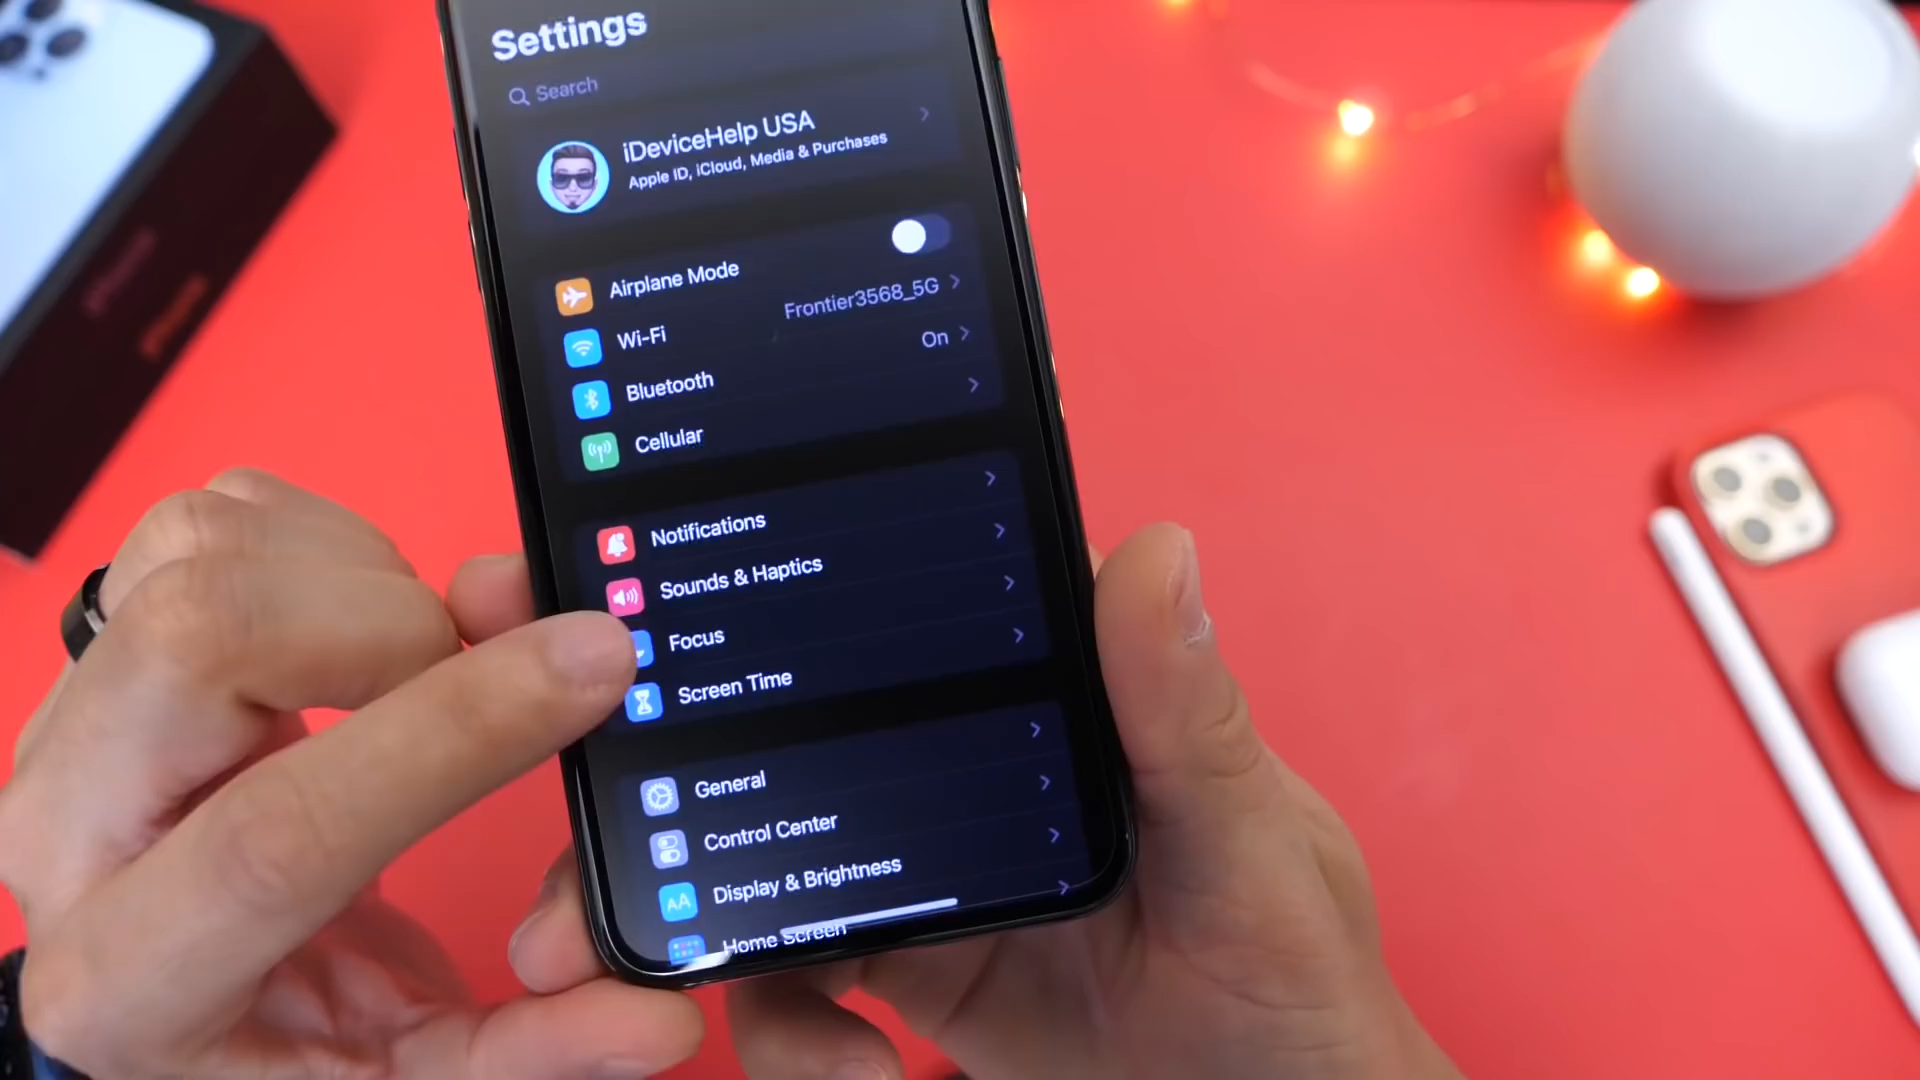 Settings
Search
iDeviceHelp USA
Apple ID, iCloud, Media & Purchases
Airplane Mode
Wi-Fi
Frontier3568_5G
Bluetooth
On
Cellular
Notifications
Sounds & Haptics
Focus
Screen Time
General
Control Center
Display & Brightness
AA
Home Screen